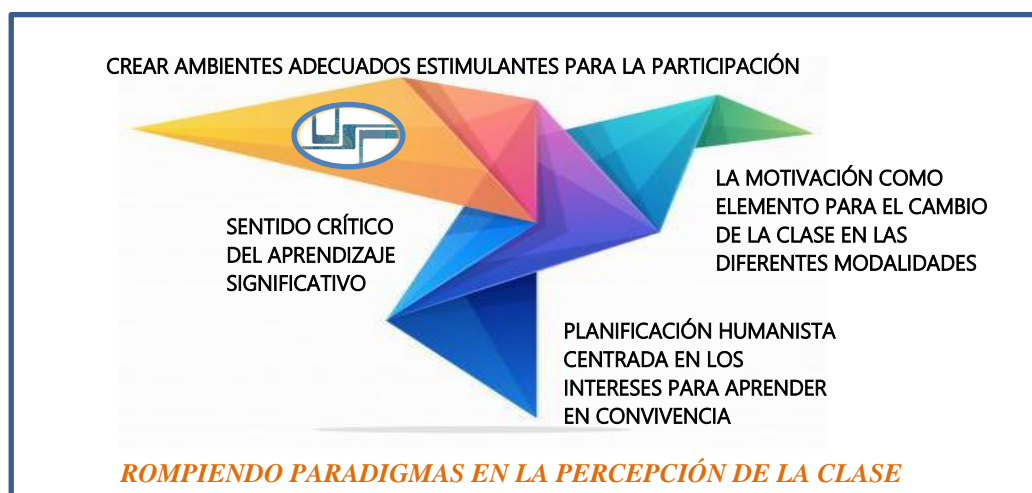 CREAR AMBIENTES ADECUADOS ESTIMULANTES PARA LA PARTICIPACIÓN
SENTIDO CRÍTICO
DEL APRENDIZAJE
SIGNIFICATIVO
LA MOTIVACIÓN COMO
ELEMENTO PARA EL CAMBIO
DE LA CLASE EN LAS
DIFERENTES MODALIDADES
PLANIFICACIÓN HUMANISTA
CENTRADA EN LOS
INTERESES PARA APRENDER
EN CONVIVENCIA
ROMPIENDO PARADIGMAS EN LA PERCEPCIÓN DE LA CLASE